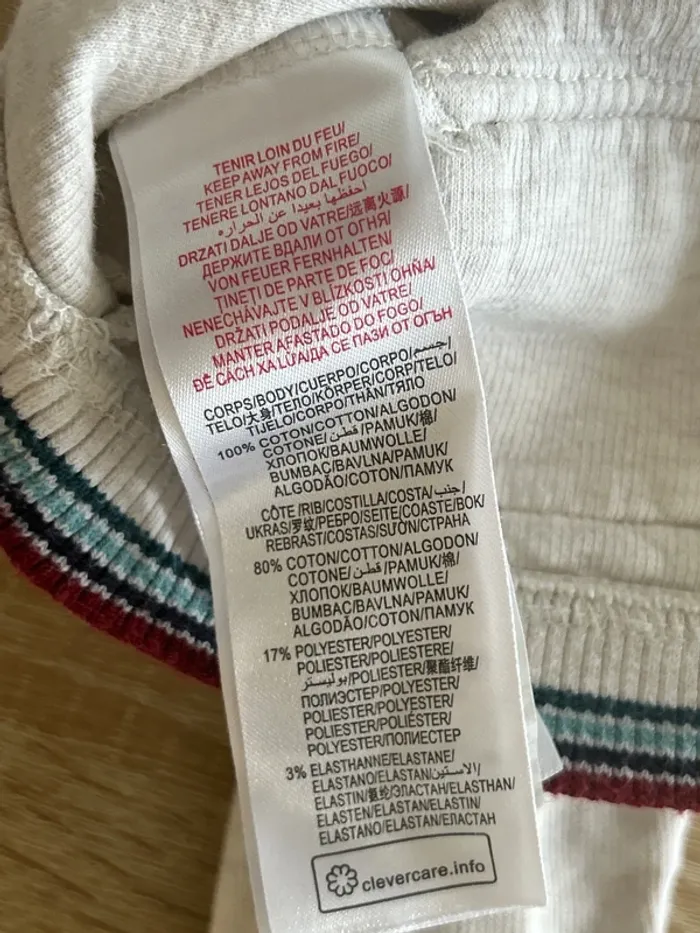 TENIR LOIN DU FEU/
KEEP AWAY FROM FIRE/
TENER LEJOS DEL FUEGO/
TENERE LONTANO DAL FUOCO/
احفظها بعيدا عن الحراره
DRZATI DALJE OD VATRE/远离火源/
ДЕРЖИТЕ ВДАЛИ ОТ ОГНЯ/
VON FEUER FERNHALTEN/
ȚINEȚI DE PARTE DE FOC/
NENECHÁVAJTE V BLÍZKOSTI OHŇA/
DRŽATI PODALJE OD VATRE/
MANTER AFASTADO DO FOGO/
ĐỂ CÁCH XA LỬA/ДА СЕ ПАЗИ ОТ ОГЪН
CORPS/BODY/CUERPO/CORPO/جسم/
TELO/大身/ТЕЛО/KÖRPER/CORP/TELO/
TIJELO/CORPO/THÂN/ТЯЛО
100% COTON/COTTON/ALGODON/
COTONE/قطن/PAMUK/棉/
ХЛОПОК/BAUMWOLLE/
BUMBAC/BAVLNA/PAMUK/
ALGODÃO/COTON/ПАМУК
CÔTE /RIB/COSTILLA/COSTA/جنب/
UKRAS/罗纹/РЕБРО/SEITE/COASTE/BOK/
REBRAST/COSTAS/SƯỜN/СТРАНА
80% COTON/COTTON/ALGODON/
COTONE/قطن/PAMUK/棉/
ХЛОПОК/BAUMWOLLE/
BUMBAC/BAVLNA/PAMUK/
ALGODÃO/COTON/ПАМУК
17% POLYESTER/POLYESTER/
POLIESTER/POLIESTERE/
بوليستر/POLIESTER/聚酯纤维/
ПОЛИЭСТЕР/POLYESTER/
POLIESTER/POLYESTER/
POLIESTER/POLIÉSTER/
POLYESTER/ПОЛИЕСТЕР
3% ELASTHANNE/ELASTANE/
ELASTANO/ELASTAN/الاستين/
ELASTIN/氨纶/ЭЛАСТАН/ELASTHAN/
ELASTEN/ELASTAN/ELASTIN/
ELASTANO/ELASTAN/ЕЛАСТАН
clevercare.info